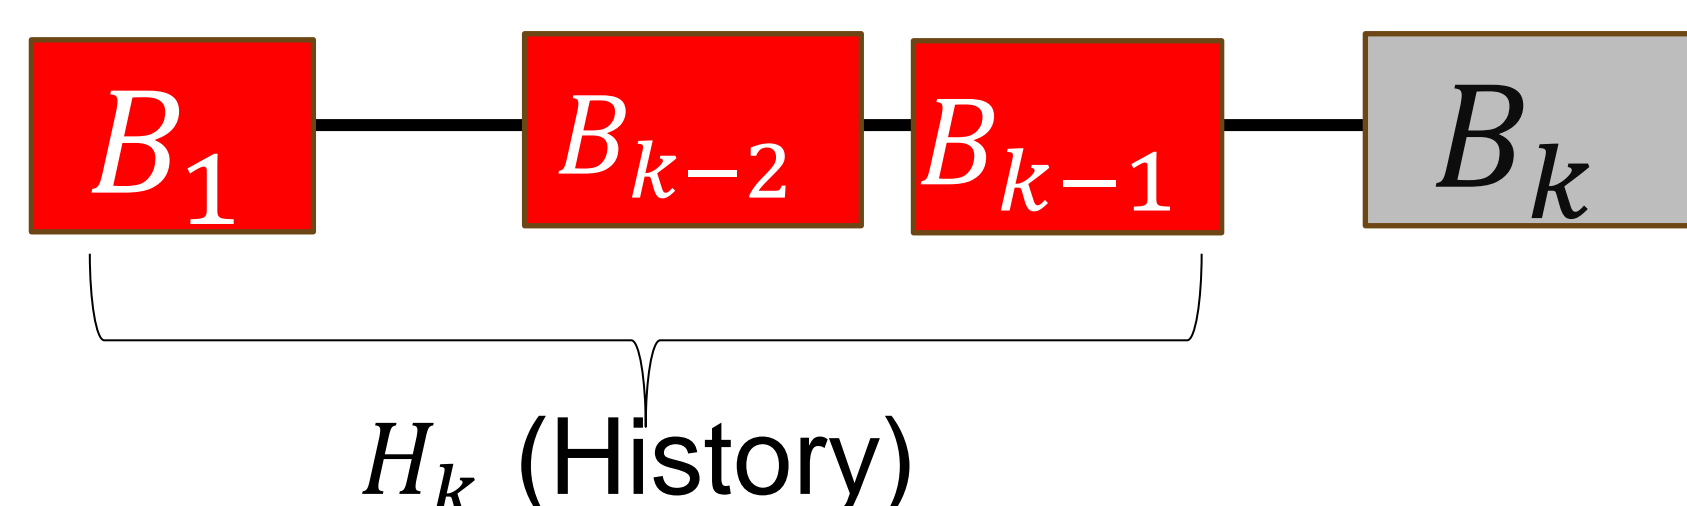 B₁ Bₖ₋₂ Bₖ₋₁ Bₖ
Hₖ (History)